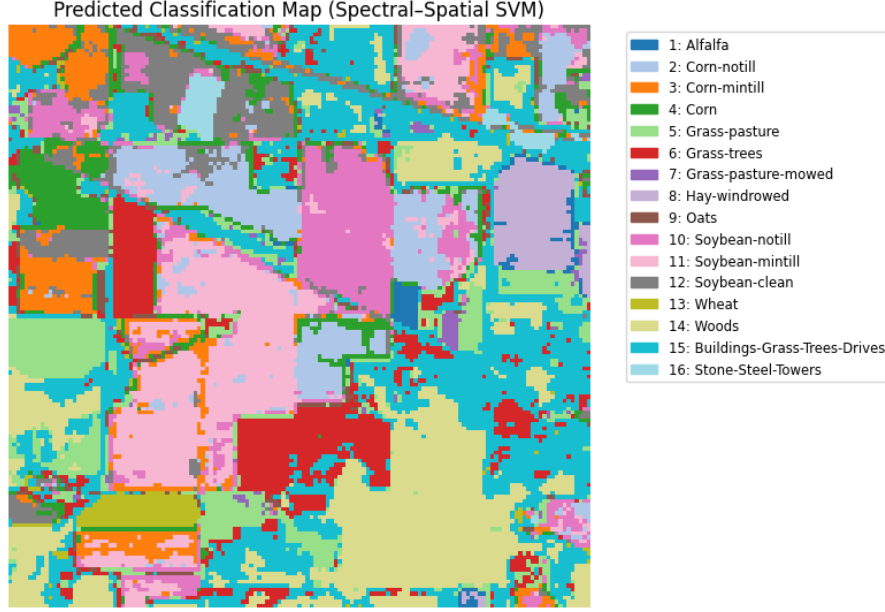 Predicted Classification Map (Spectral–Spatial SVM)
1: Alfalfa
2: Corn-notill
3: Corn-mintill
4: Corn
5: Grass-pasture
6: Grass-trees
7: Grass-pasture-mowed
8: Hay-windrowed
9: Oats
10: Soybean-notill
11: Soybean-mintill
12: Soybean-clean
13: Wheat
14: Woods
15: Buildings-Grass-Trees-Drives
16: Stone-Steel-Towers